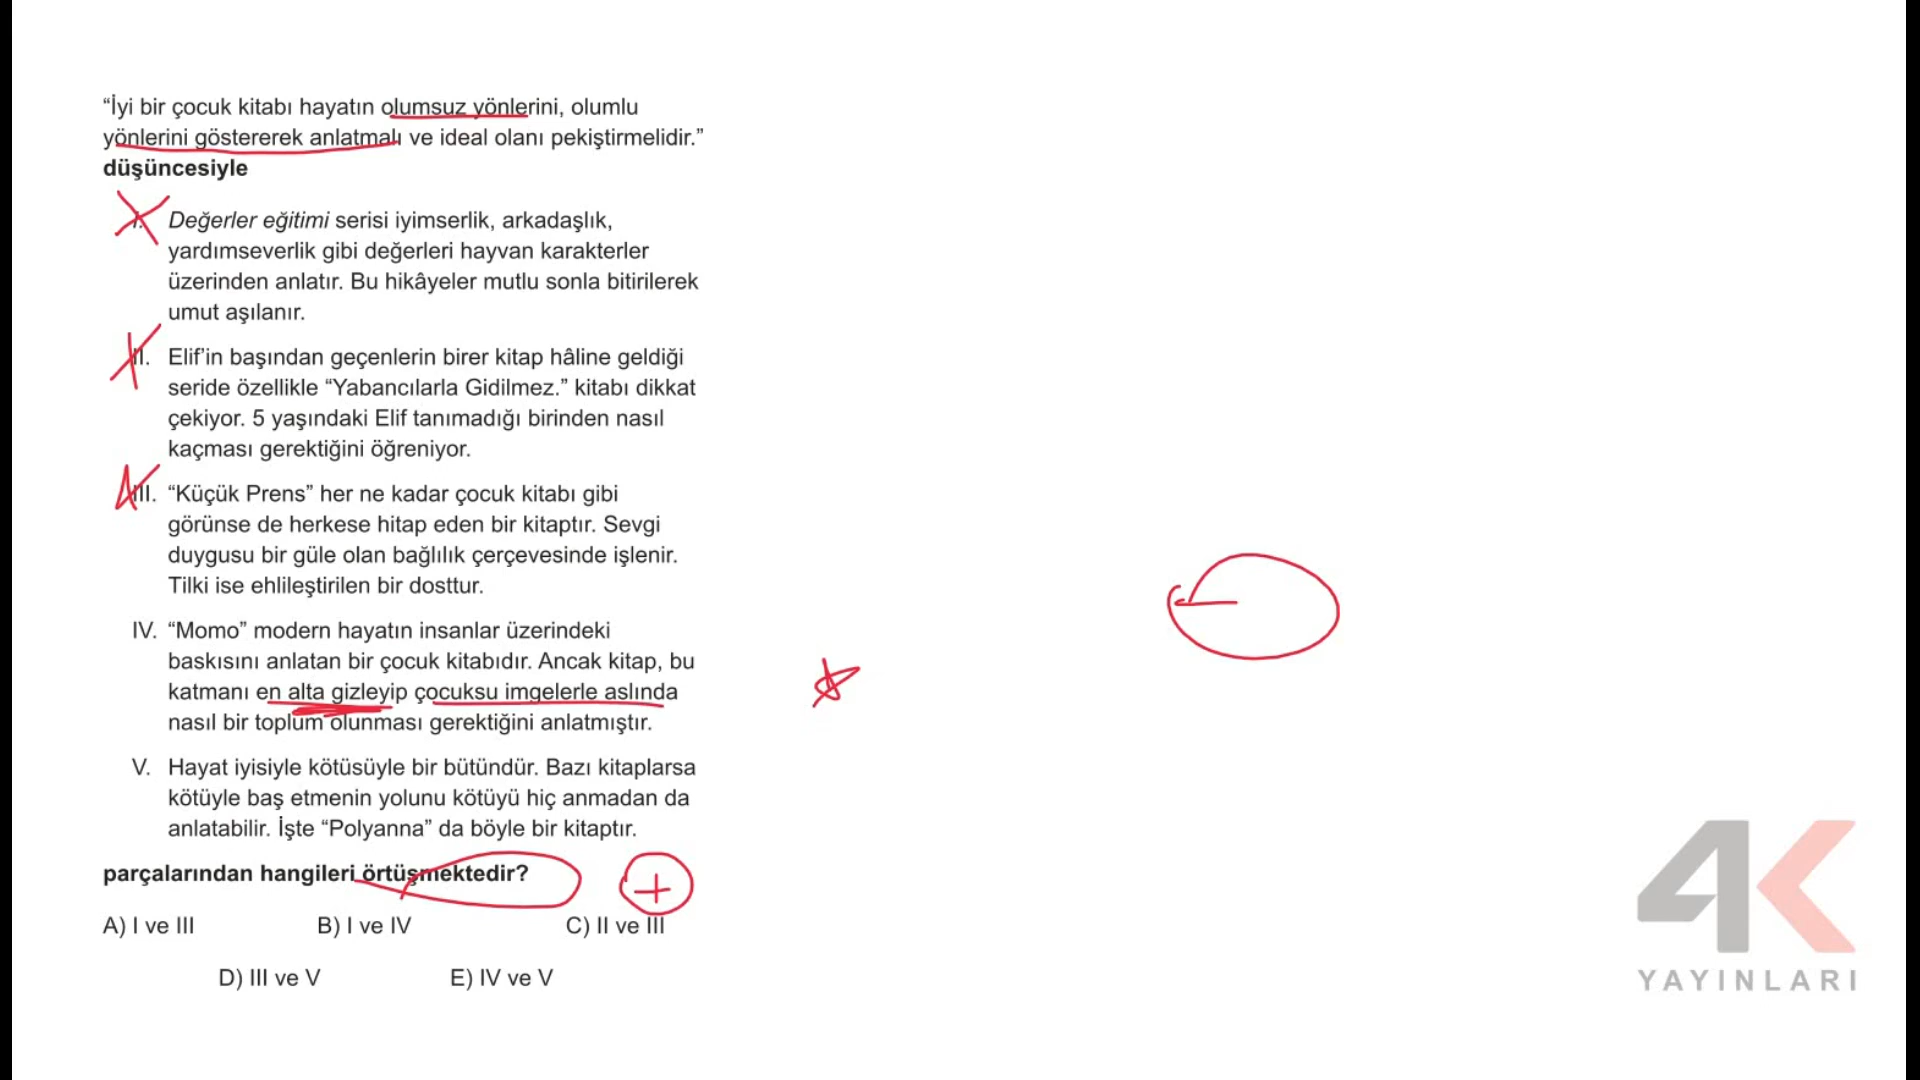 “İyi bir çocuk kitabı hayatın olumsuz yönlerini, olumlu
yönlerini göstererek anlatmalı ve ideal olanı pekiştirmelidir.”
düşüncesiyle
I. Değerler eğitimi serisi iyimserlik, arkadaşlık,
yardımseverlik gibi değerleri hayvan karakterler
üzerinden anlatır. Bu hikâyeler mutlu sonla bitirilerek
umut aşılanır.
II. Elif’in başından geçenlerin birer kitap hâline geldiği
seride özellikle “Yabancılarla Gidilmez.” kitabı dikkat
çekiyor. 5 yaşındaki Elif tanımadığı birinden nasıl
kaçması gerektiğini öğreniyor.
III. “Küçük Prens” her ne kadar çocuk kitabı gibi
görünse de herkese hitap eden bir kitaptır. Sevgi
duygusu bir güle olan bağlılık çerçevesinde işlenir.
Tilki ise ehlileştirilen bir dosttur.
IV. “Momo” modern hayatın insanlar üzerindeki
baskısını anlatan bir çocuk kitabıdır. Ancak kitap, bu
katmanı en alta gizleyip çocuksu imgelerle aslında
nasıl bir toplum olunması gerektiğini anlatmıştır.
V. Hayat iyisiyle kötüsüyle bir bütündür. Bazı kitaplarsa
kötüyle baş etmenin yolunu kötüyü hiç anmadan da
anlatabilir. İşte “Polyanna” da böyle bir kitaptır.
parçalarından hangileri örtüşmektedir?
A) I ve III B) I ve IV C) II ve III
D) III ve V E) IV ve V
4K
YAYINLARI